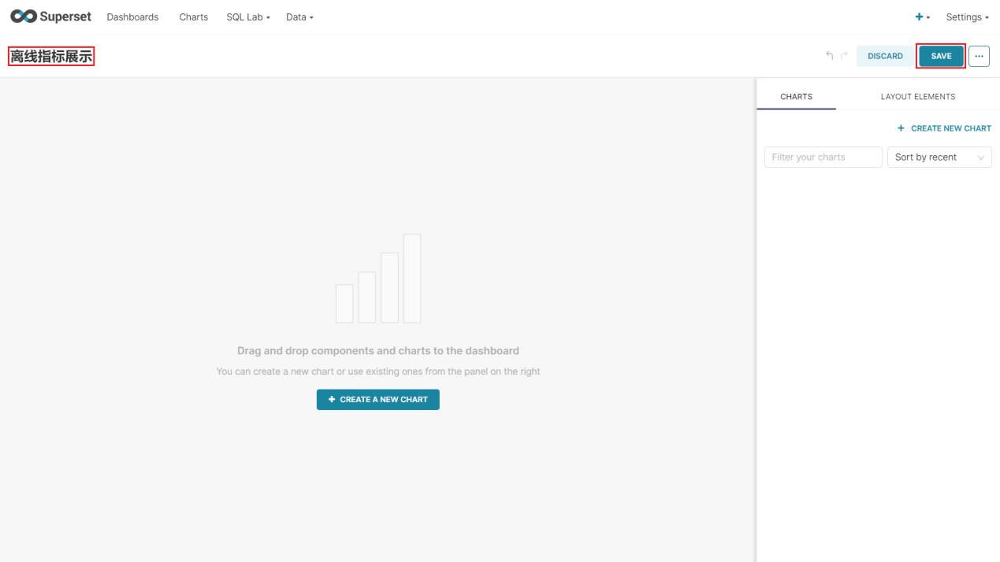 Superset Dashboards Charts SQL Lab Data Settings
离线指标展示 DISCARD SAVE
CHARTS LAYOUT ELEMENTS
+ CREATE NEW CHART
Filter your charts Sort by recent
Drag and drop components and charts to the dashboard
You can create a new chart or use existing ones from the panel on the right
+ CREATE A NEW CHART